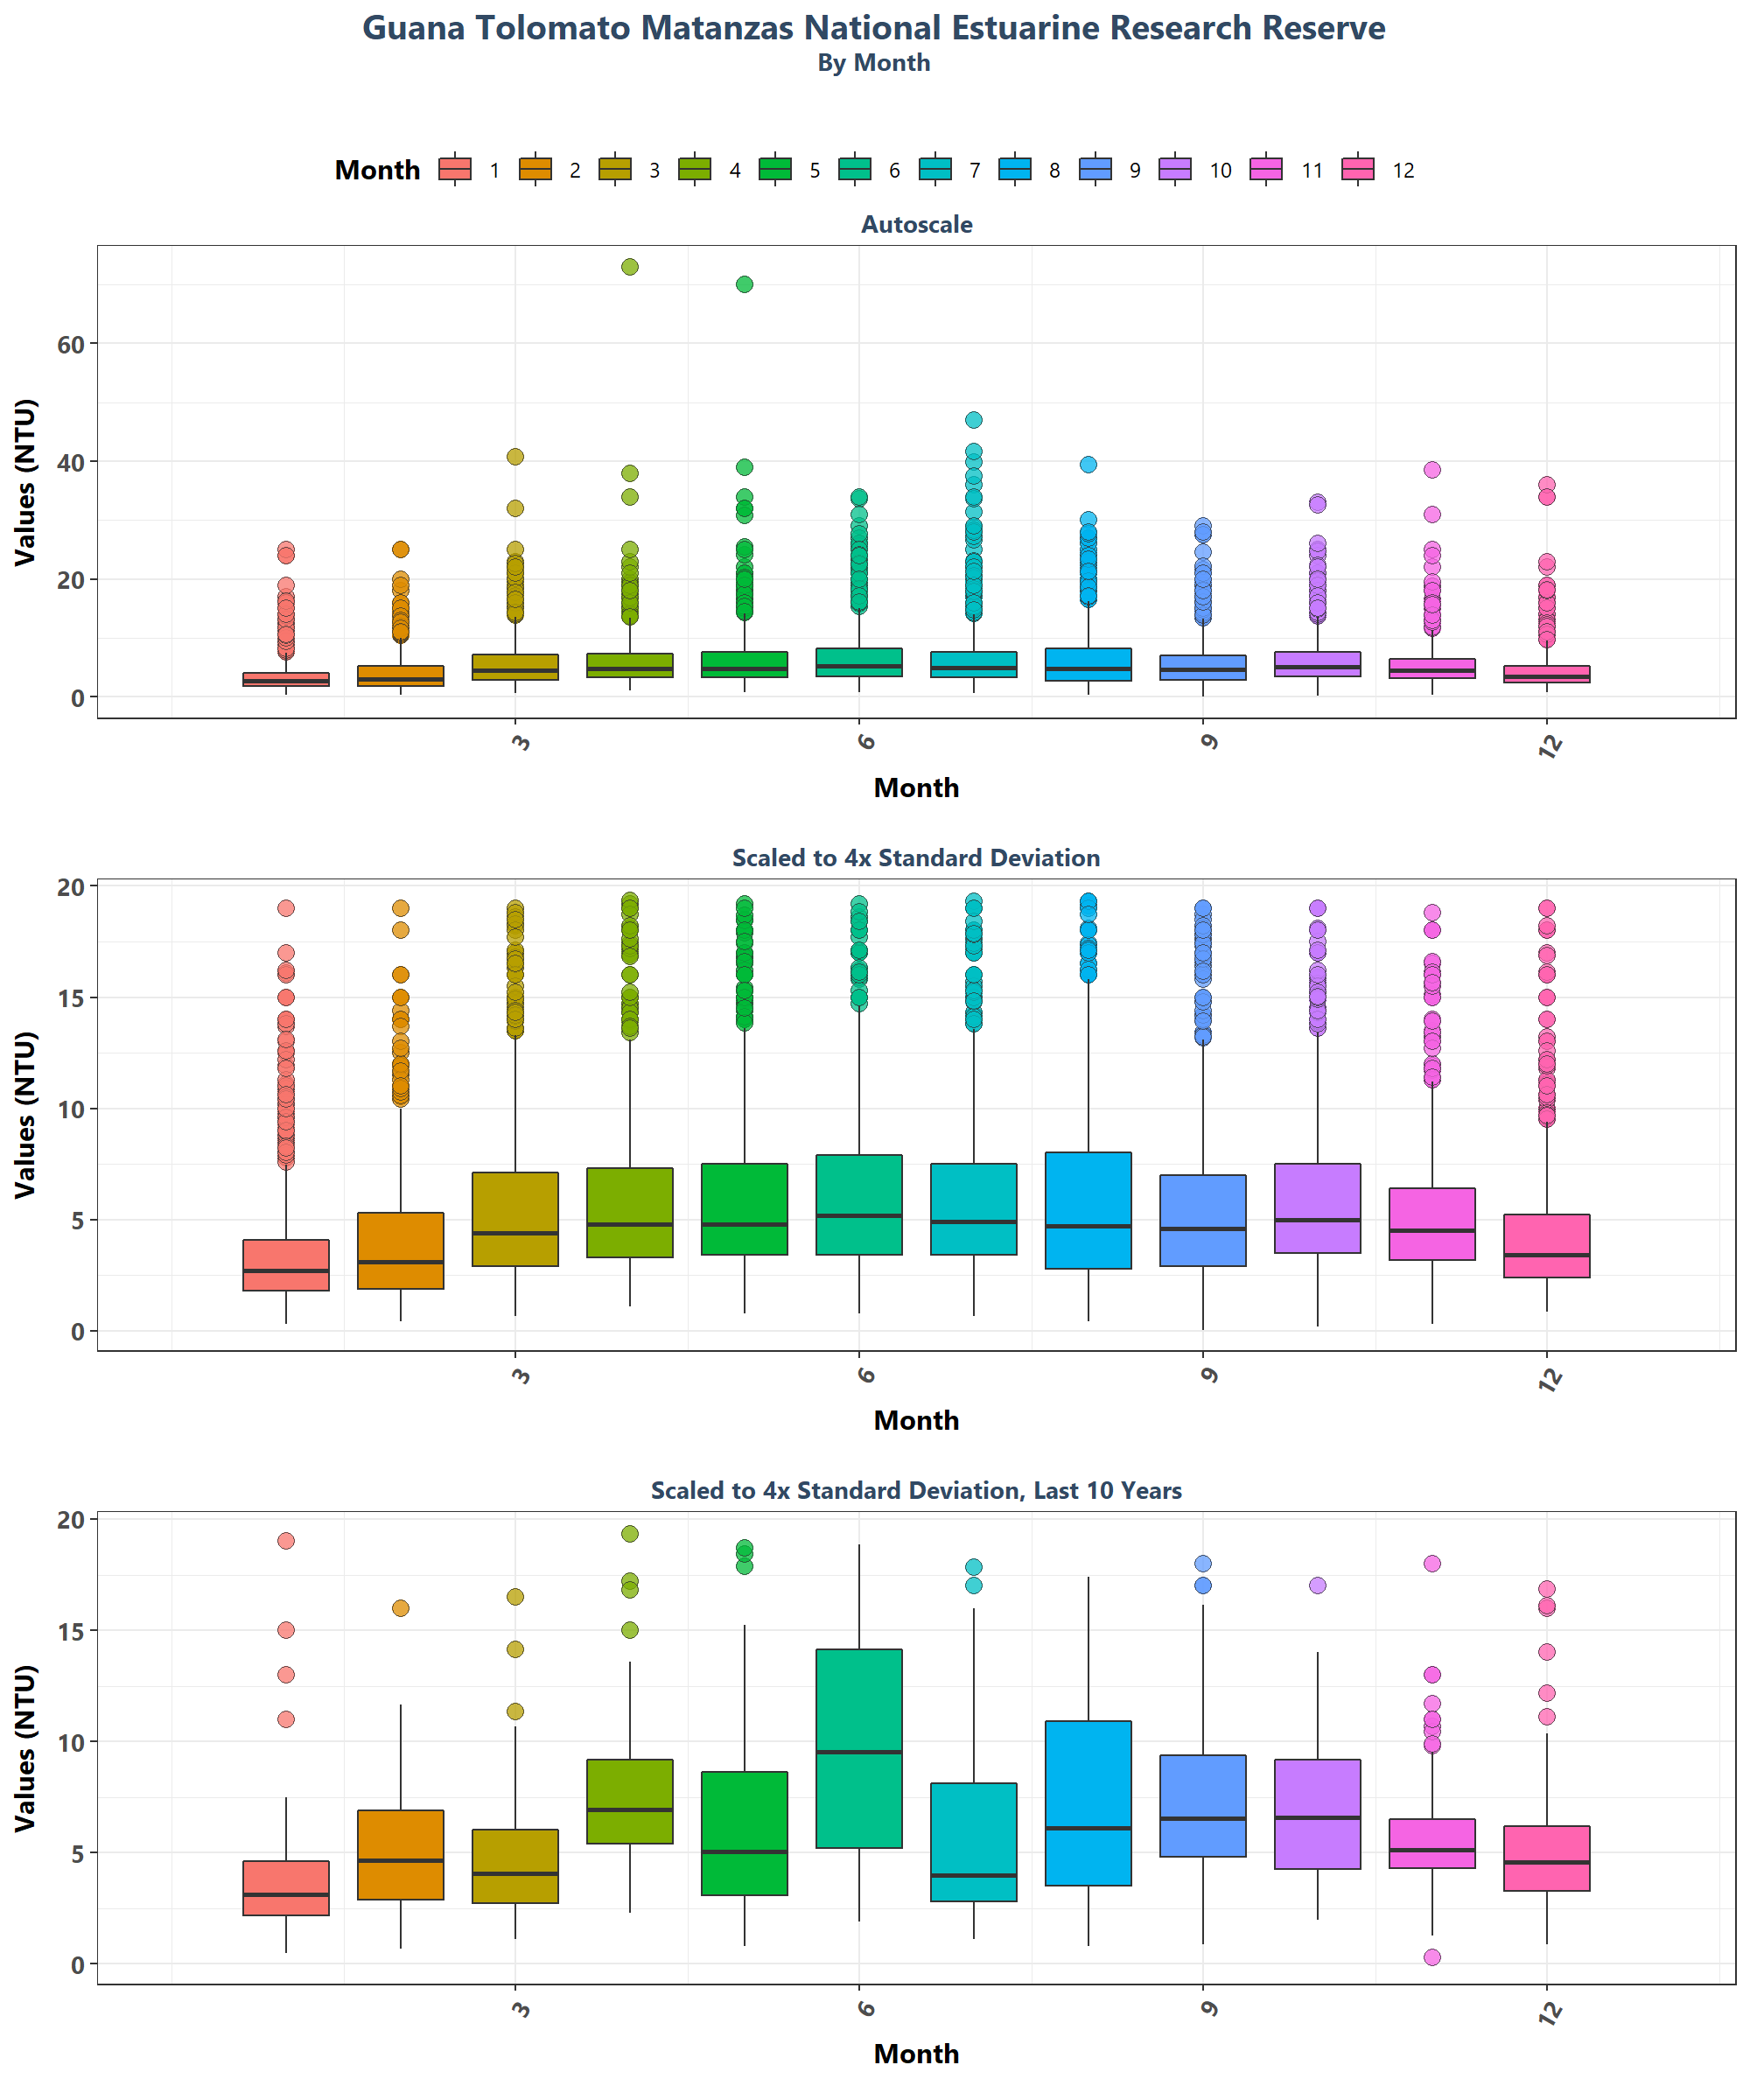 Guana Tolomato Matanzas National Estuarine Research Reserve
By Month
Month 1 2 3 4 5 6 7 8 9 10 11 12
Autoscale
Values (NTU)
60
40
20
0
3 6 9 12
Month
Scaled to 4x Standard Deviation
Values (NTU)
20
15
10
5
0
3 6 9 12
Month
Scaled to 4x Standard Deviation, Last 10 Years
Values (NTU)
20
15
10
5
0
3 6 9 12
Month